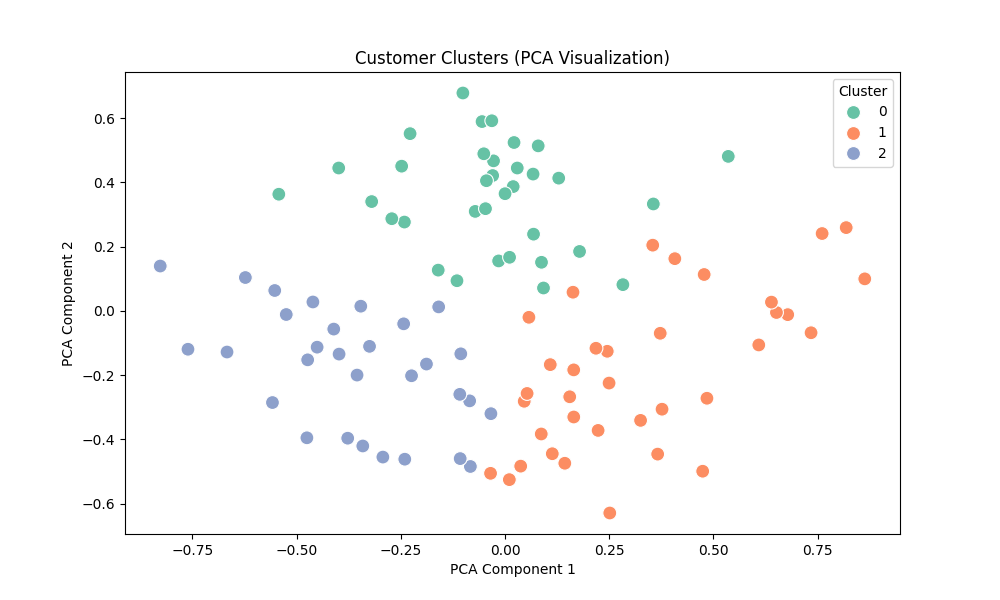 Customer Clusters (PCA Visualization)
Cluster
0
1
2
PCA Component 2
0.6
0.4
0.2
0.0
−0.2
−0.4
−0.6
−0.75 −0.50 −0.25 0.00 0.25 0.50 0.75
PCA Component 1